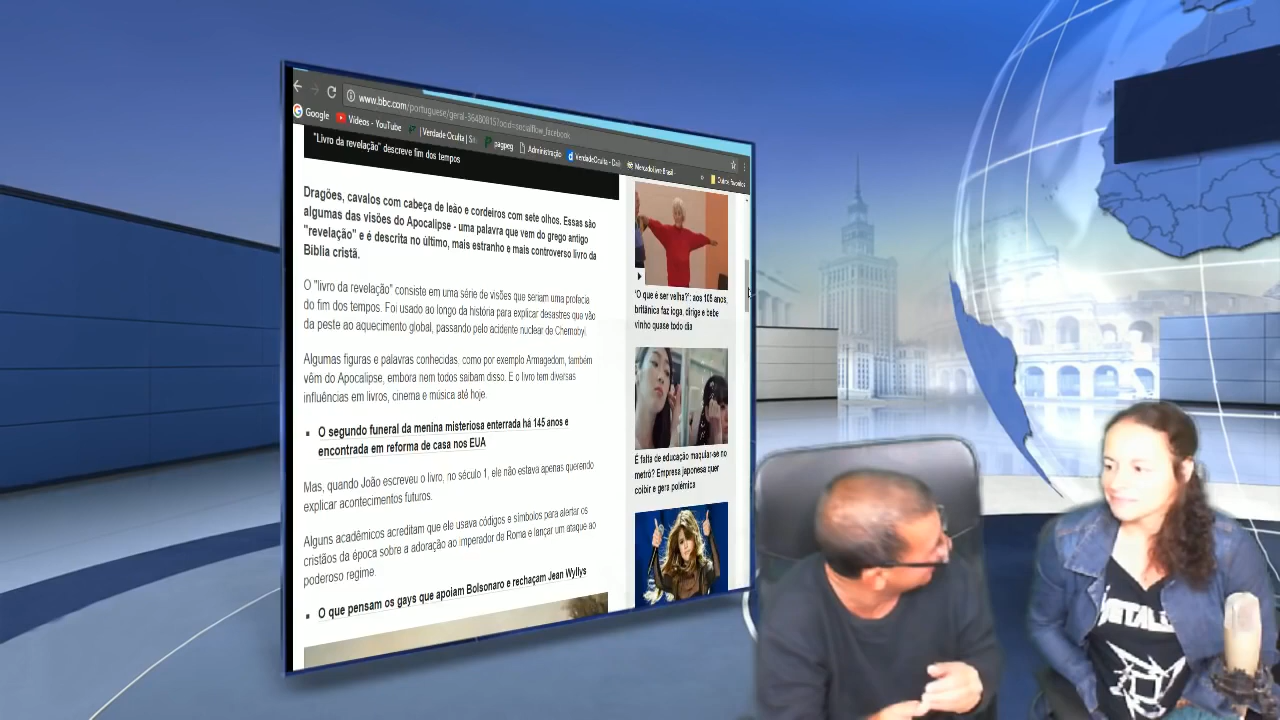 www.bbc.com/portuguese/geral-36480815?ocid=socialflow_facebook
Google Vídeos - YouTube | Verdade Oculta | Si pagpeg Administração VerdadeOculta - Dail MercadoLivre Brasil - » Outros favoritos
"Livro da revelação" descreve fim dos tempos
Dragões, cavalos com cabeça de leão e cordeiros com sete olhos. Essas são
algumas das visões do Apocalipse - uma palavra que vem do grego antigo
"revelação" e é descrita no último, mais estranho e mais controverso livro da
Bíblia cristã.
O "livro da revelação" consiste em uma série de visões que seriam uma profecia
do fim dos tempos. Foi usado ao longo da história para explicar desastres que vão
da peste ao aquecimento global, passando pelo acidente nuclear de Chernobyl.
Algumas figuras e palavras conhecidas, como por exemplo Armagedom, também
vêm do Apocalipse, embora nem todos saibam disso. E o livro tem diversas
influências em livros, cinema e música até hoje.
O segundo funeral da menina misteriosa enterrada há 145 anos e
encontrada em reforma de casa nos EUA
Mas, quando João escreveu o livro, no século 1, ele não estava apenas querendo
explicar acontecimentos futuros.
Alguns acadêmicos acreditam que ele usava códigos e símbolos para alertar os
cristãos da época sobre a adoração ao imperador de Roma e lançar um ataque ao
poderoso regime.
O que pensam os gays que apoiam Bolsonaro e rechaçam Jean Wyllys
'O que é ser velha?': aos 106 anos,
britânica faz ioga, dirige e bebe
vinho quase todo dia
É falta de educação maquiar-se no
metrô? Empresa japonesa quer
coibir e gera polêmica
METALLI